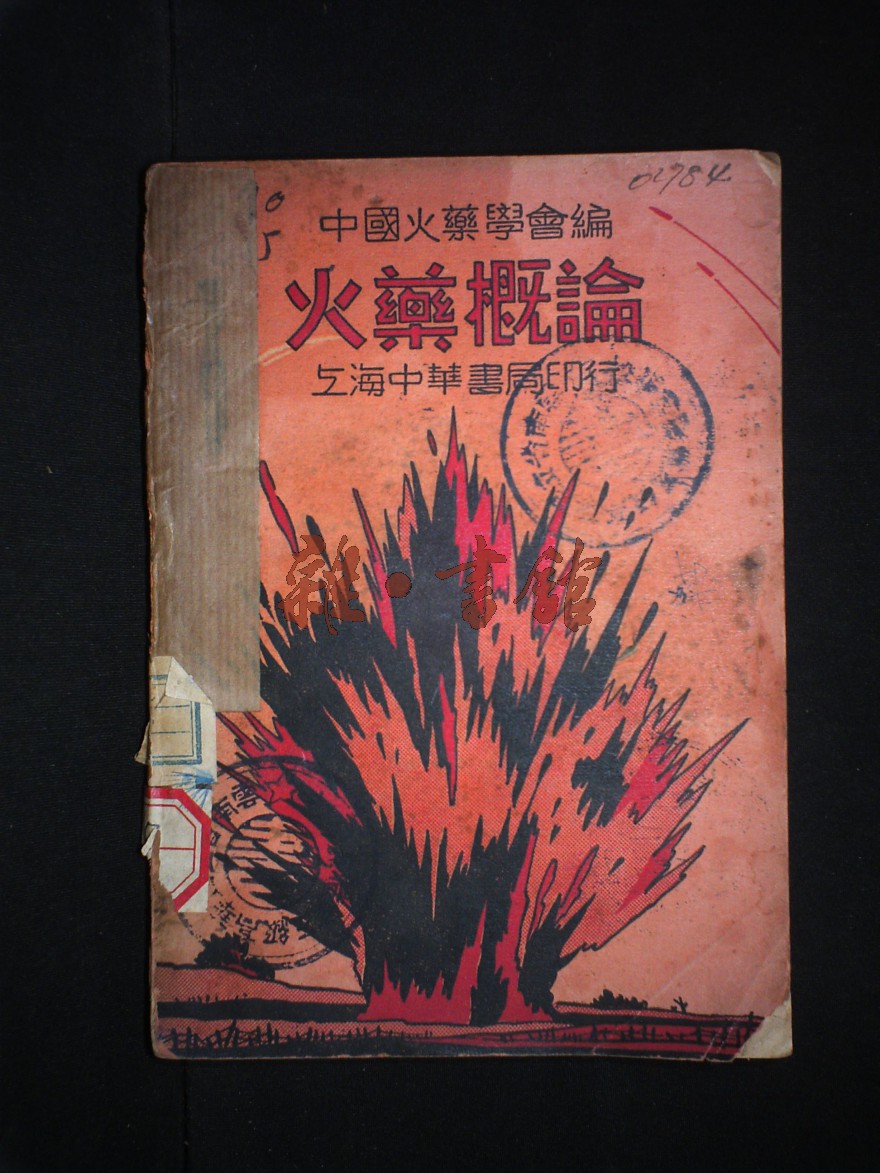 02784
中國火藥學會編
火藥概論
上海中華書局印行
雜·書館